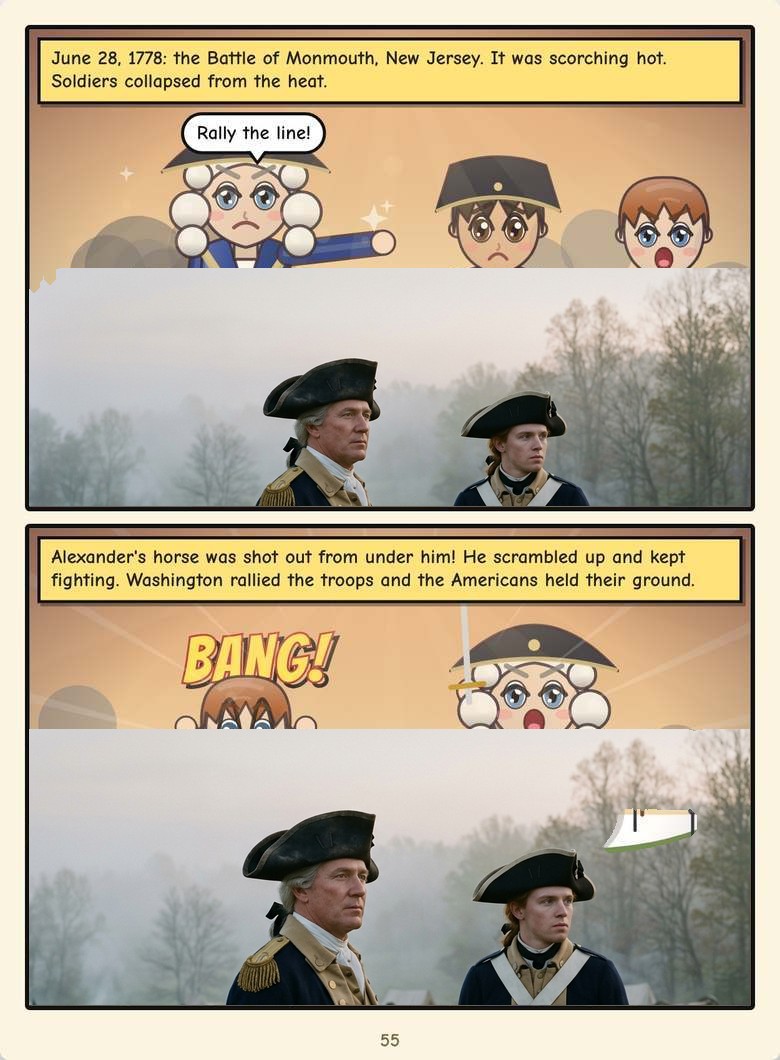 June 28, 1778: the Battle of Monmouth, New Jersey. It was scorching hot.
Soldiers collapsed from the heat.
Rally the line!
Alexander's horse was shot out from under him! He scrambled up and kept
fighting. Washington rallied the troops and the Americans held their ground.
BANG!
55